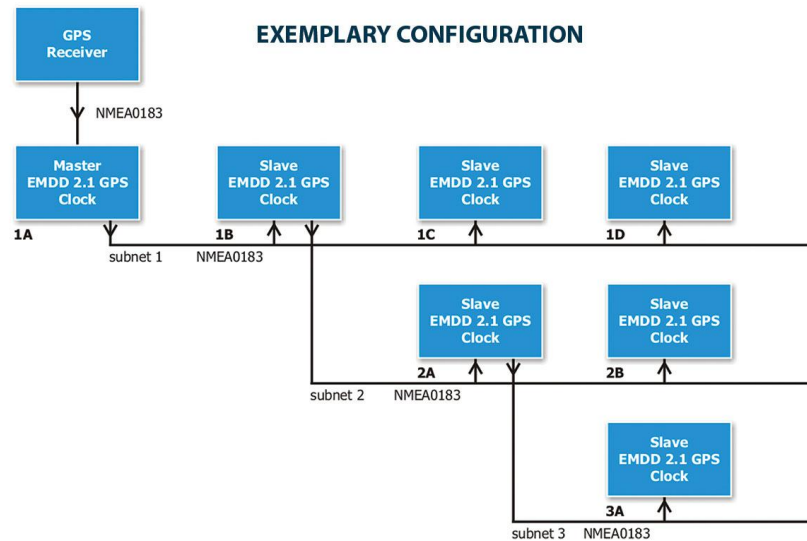 EXEMPLARY CONFIGURATION
GPS
Receiver
NMEA0183
Master
EMDD 2.1 GPS
Clock
1A
Slave
EMDD 2.1 GPS
Clock
1B
Slave
EMDD 2.1 GPS
Clock
1C
Slave
EMDD 2.1 GPS
Clock
1D
subnet 1 NMEA0183
Slave
EMDD 2.1 GPS
Clock
2A
Slave
EMDD 2.1 GPS
Clock
2B
subnet 2 NMEA0183
Slave
EMDD 2.1 GPS
Clock
3A
subnet 3 NMEA0183